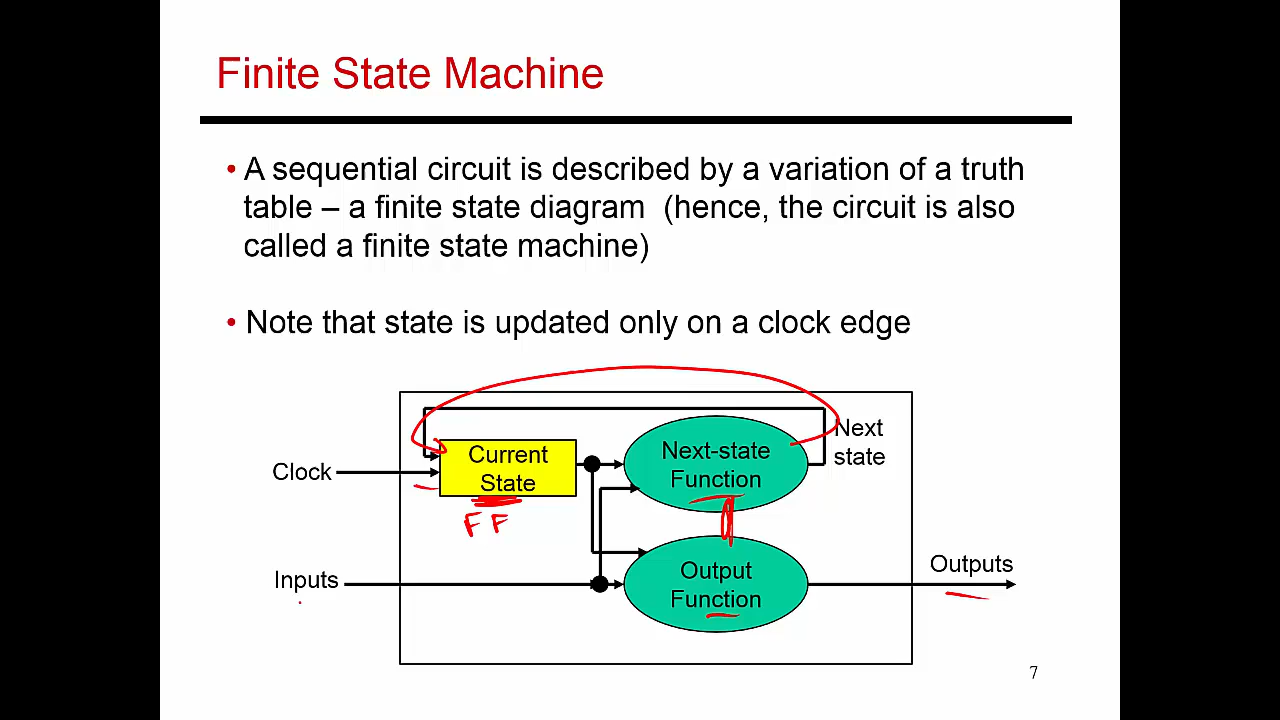 Finite State Machine
• A sequential circuit is described by a variation of a truth
table – a finite state diagram (hence, the circuit is also
called a finite state machine)
• Note that state is updated only on a clock edge
Next
state
Current
State
Next-state
Function
Clock
FF
Output
Function
Inputs
Outputs
7